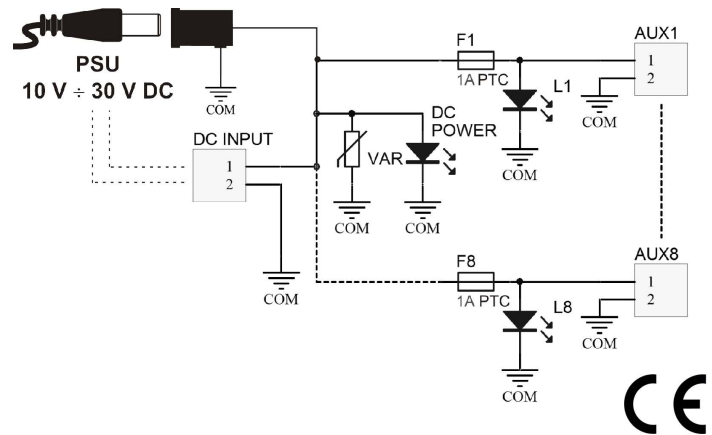 PSU
10 V ÷ 30 V DC
COM
DC INPUT
1
2
COM
VAR
COM
DC
POWER
COM
F1
1A PTC
L1
COM
AUX1
1
2
COM
F8
1A PTC
L8
COM
AUX8
1
2
COM
CE